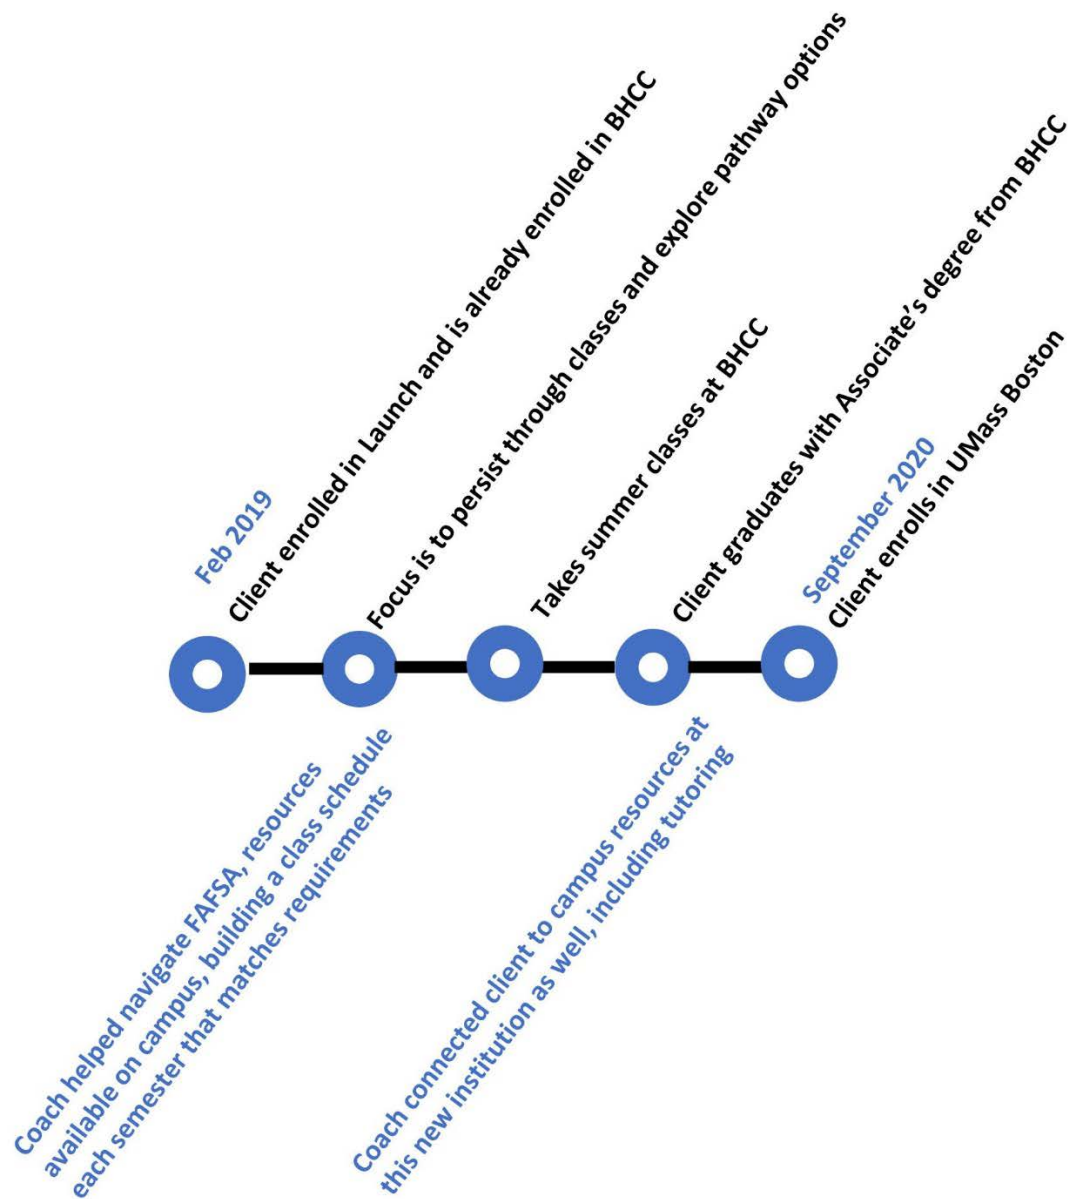 Feb 2019
Client enrolled in Launch and is already enrolled in BHCC
Focus is to persist through classes and explore pathway options
Takes summer classes at BHCC
Client graduates with Associate’s degree from BHCC
September 2020
Client enrolls in UMass Boston
Coach helped navigate FAFSA, resources
available on campus, building a class schedule
each semester that matches requirements
Coach connected client to campus resources at
this new institution as well, including tutoring